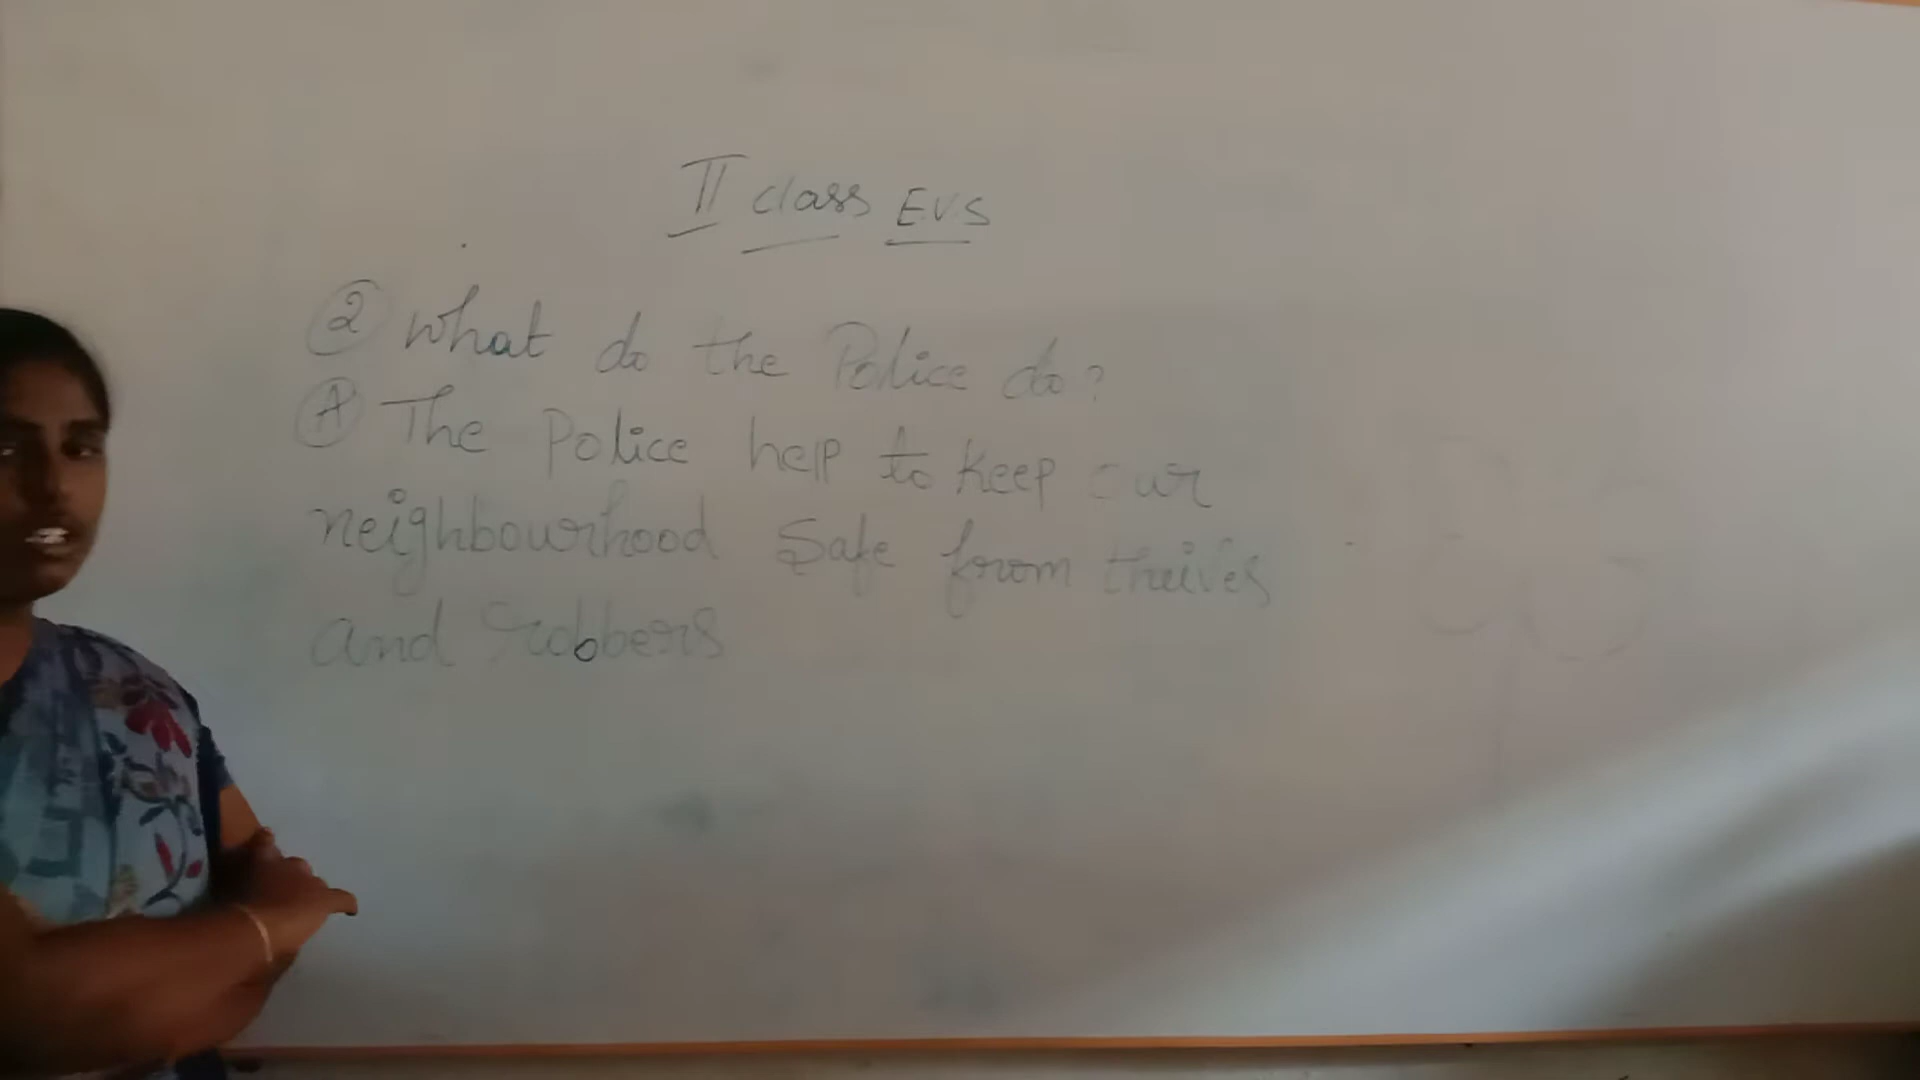 II class EVS
② What do the Police do?
Ⓐ The Police help to keep our
neighbourhood safe from theives
and robbers